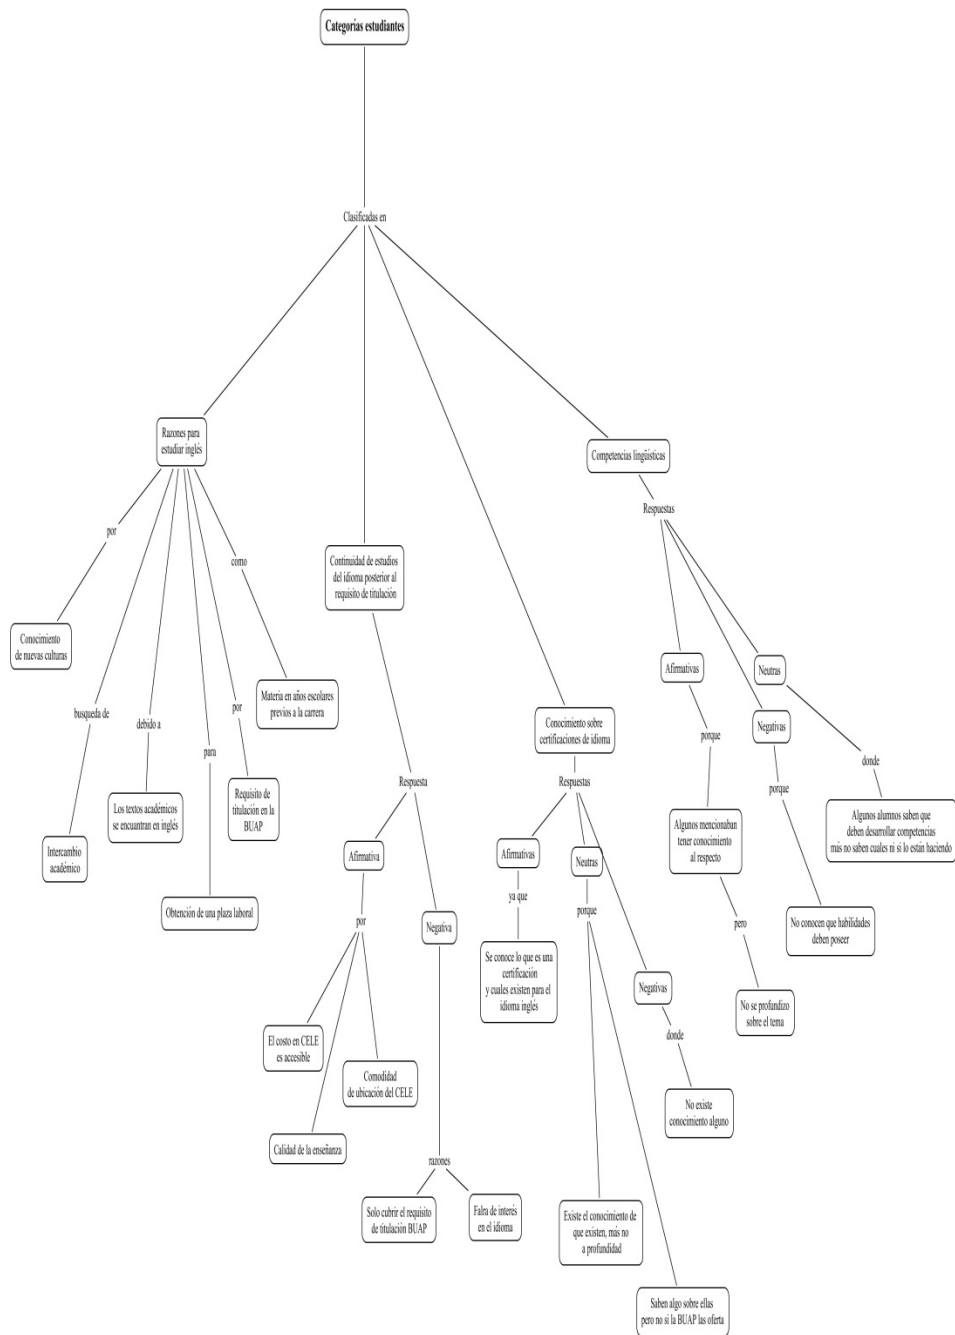 Categorías estudiantes
Clasificadas en
Razones para
estudiar inglés
por
Conocimiento
de nuevas culturas
busqueda de
Intercambio
académico
debido a
Los textos académicos
se encuantran en inglés
para
Obtención de una plaza laboral
por
Requisito de
titulación en la
BUAP
como
Materia en años escolares
previos a la carrera
Continuidad de estudios
del idioma posterior al
requisito de titulación
Respuesta
Afirmativa
por
El costo en CELE
es accesible
Calidad de la enseñanza
Comodidad
de ubicación del CELE
Negativa
razones
Solo cubrir el requisito
de titulación BUAP
Falra de interés
en el idioma
Conocimiento sobre
certificaciones de idioma
Respuestas
Afirmativas
ya que
Se conoce lo que es una
certificación
y cuales existen para el
idioma inglés
Neutras
porque
Existe el conocimiento de
que existen, más no
a profundidad
Saben algo sobre ellas
pero no si la BUAP las oferta
Negativas
donde
No existe
conocimiento alguno
Competencias lingüísticas
Respuestas
Afirmativas
porque
Algunos mencionaban
tener conocimiento
al respecto
pero
No se profundizo
sobre el tema
Negativas
porque
No conocen que habilidades
deben poseer
Neutras
donde
Algunos alumnos saben que
deben desarrollar competencias
más no saben cuales ni si lo están haciendo